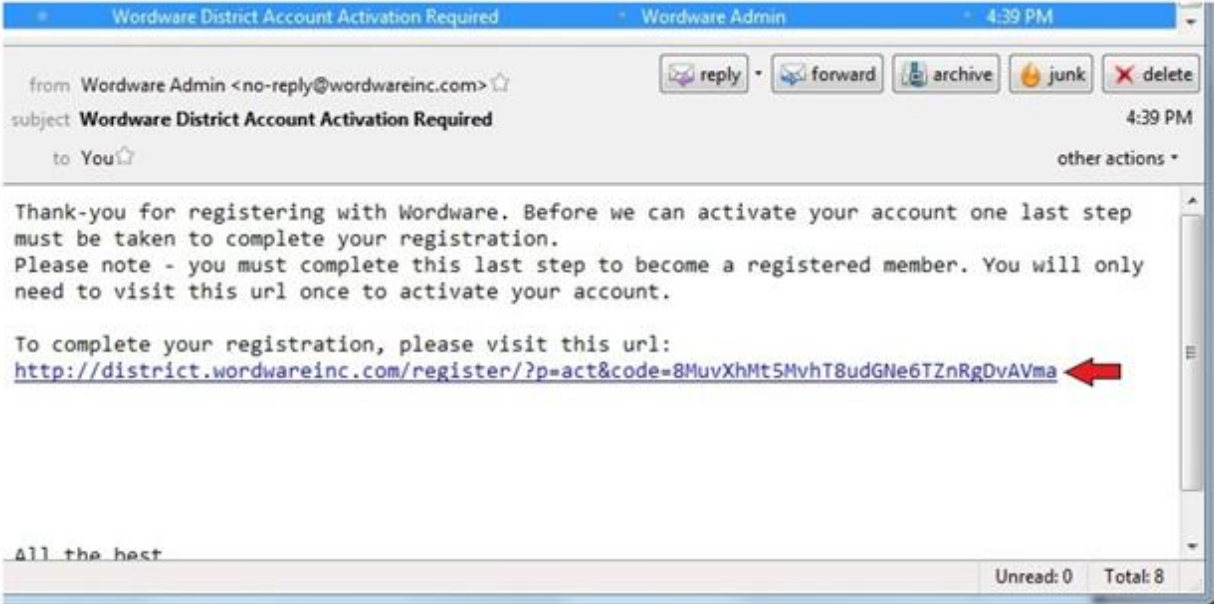 Wordware District Account Activation Required Wordware Admin 4:39 PM
reply forward archive junk delete
from Wordware Admin <no-reply@wordwareinc.com>
subject Wordware District Account Activation Required 4:39 PM
to You other actions
Thank-you for registering with Wordware. Before we can activate your account one last step
must be taken to complete your registration.
Please note - you must complete this last step to become a registered member. You will only
need to visit this url once to activate your account.
To complete your registration, please visit this url:
http://district.wordwareinc.com/register/?p=act&code=8MuvXhMt5MvhT8udGNe6TZnRgDvAVma
All the best
Unread: 0 Total: 8